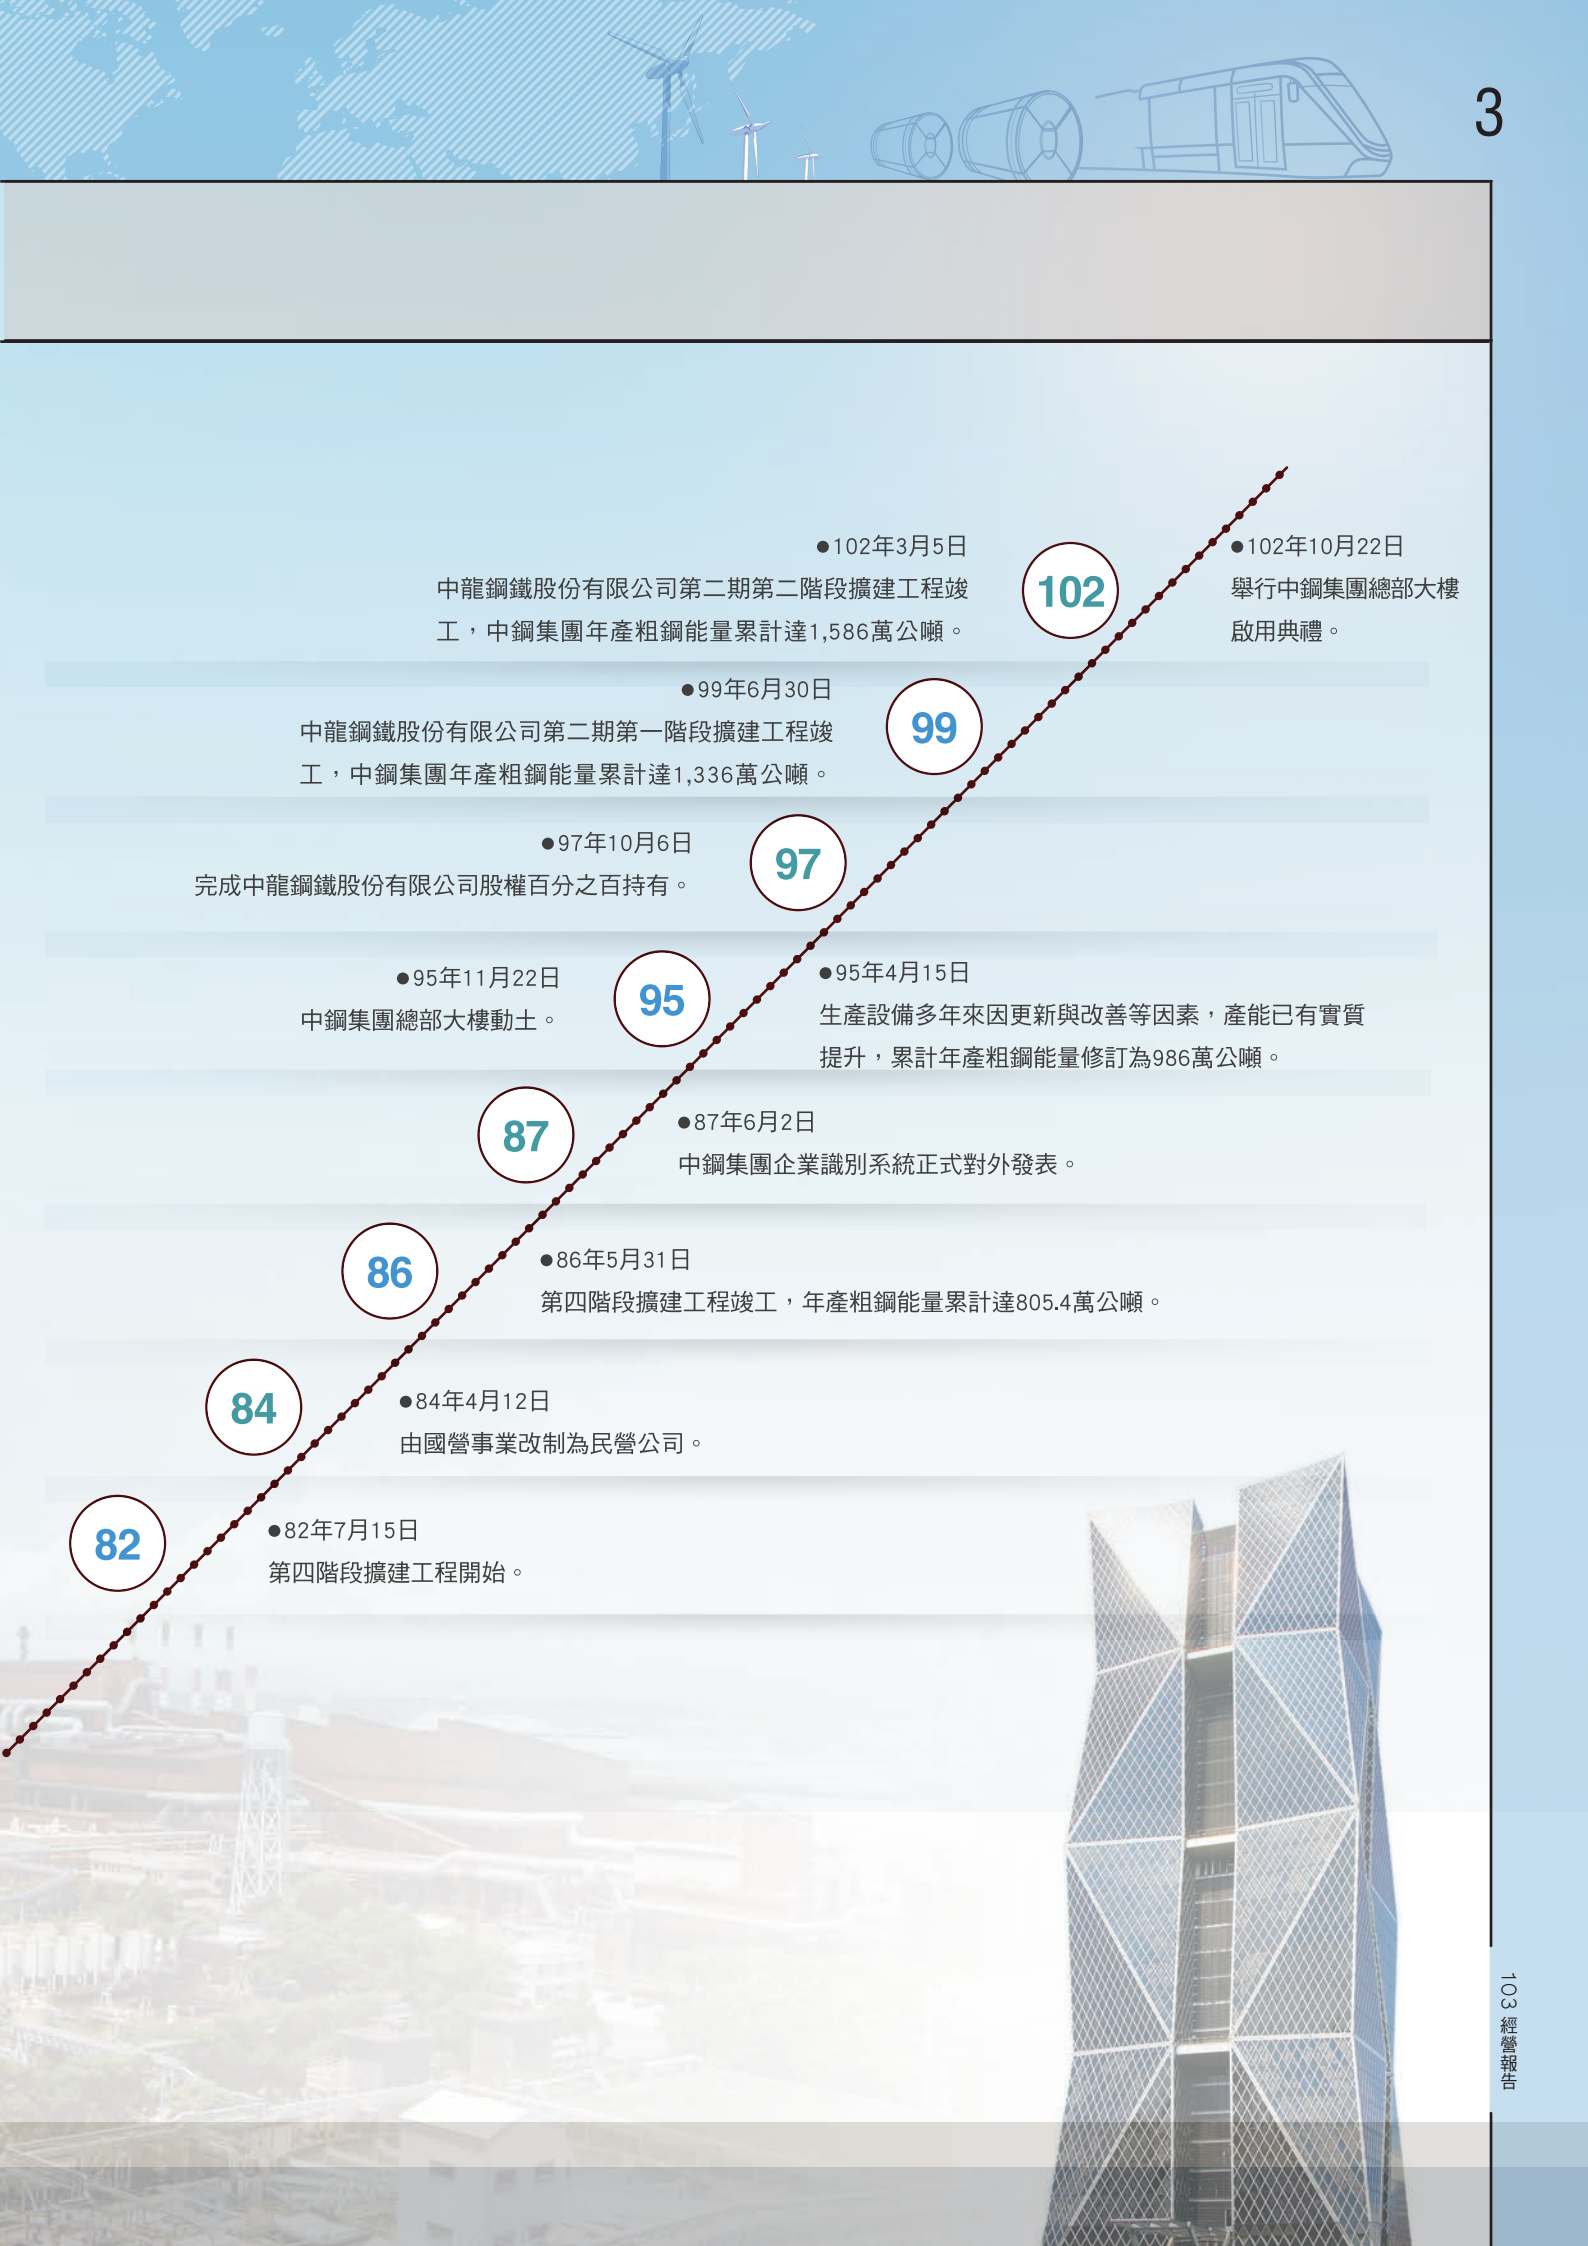 3
●102年3月5日
中龍鋼鐵股份有限公司第二期第二階段擴建工程竣
工，中鋼集團年產粗鋼能量累計達1,586萬公噸。
102
●102年10月22日
舉行中鋼集團總部大樓
啟用典禮。
●99年6月30日
中龍鋼鐵股份有限公司第二期第一階段擴建工程竣
工，中鋼集團年產粗鋼能量累計達1,336萬公噸。
99
●97年10月6日
完成中龍鋼鐵股份有限公司股權百分之百持有。
97
●95年11月22日
中鋼集團總部大樓動土。
95
●95年4月15日
生產設備多年來因更新與改善等因素，產能已有實質
提升，累計年產粗鋼能量修訂為986萬公噸。
87
●87年6月2日
中鋼集團企業識別系統正式對外發表。
86
●86年5月31日
第四階段擴建工程竣工，年產粗鋼能量累計達805.4萬公噸。
84
●84年4月12日
由國營事業改制為民營公司。
82
●82年7月15日
第四階段擴建工程開始。
103 經營報告